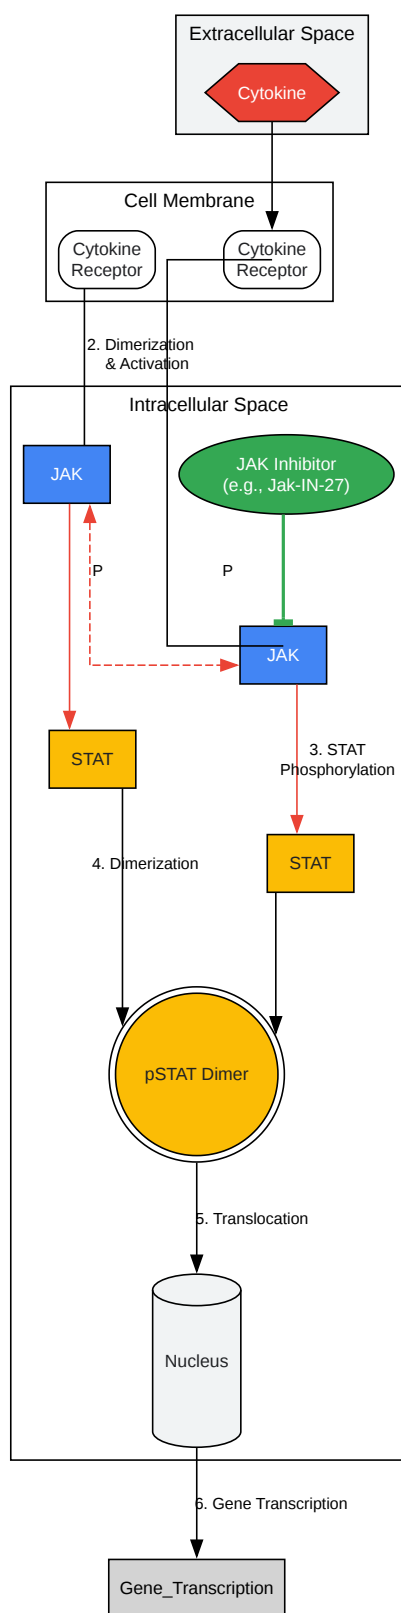 Extracellular Space
Cytokine
Cell Membrane
Cytokine
Receptor
Cytokine
Receptor
2. Dimerization
& Activation
Intracellular Space
JAK
JAK Inhibitor
(e.g., Jak-IN-27)
P
P
JAK
STAT
3. STAT
Phosphorylation
4. Dimerization
STAT
pSTAT Dimer
5. Translocation
Nucleus
6. Gene Transcription
Gene_Transcription